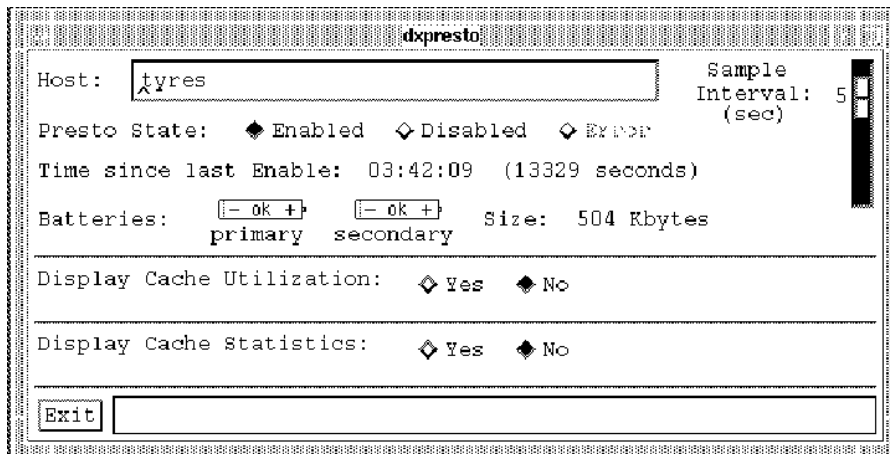 dxpresto
Host: tyres
Sample Interval: (sec) 5
Presto State: Enabled Disabled Error
Time since last Enable: 03:42:09 (13329 seconds)
Batteries: - ok + primary - ok + secondary Size: 504 Kbytes
Display Cache Utilization: Yes No
Display Cache Statistics: Yes No
Exit